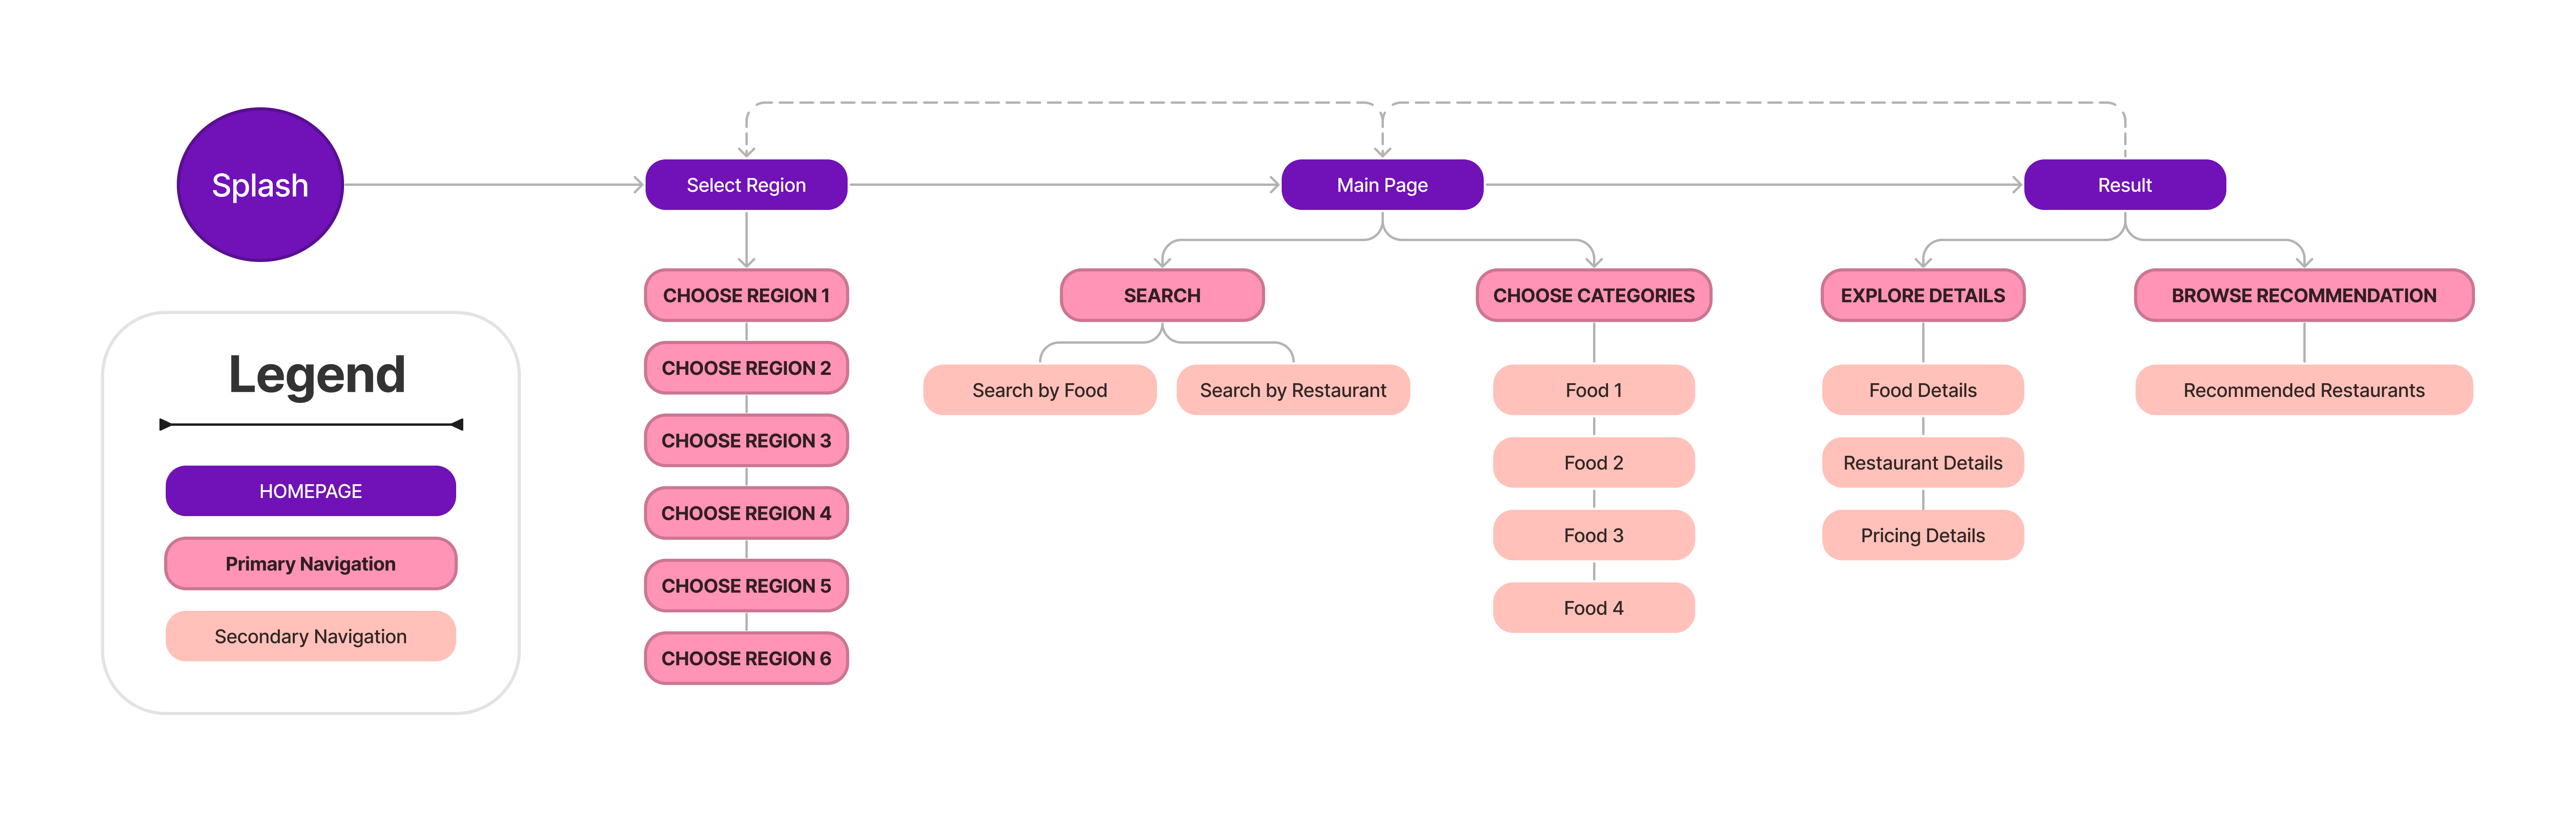 Splash
Select Region
Main Page
Result
CHOOSE REGION 1
CHOOSE REGION 2
CHOOSE REGION 3
CHOOSE REGION 4
CHOOSE REGION 5
CHOOSE REGION 6
SEARCH
Search by Food
Search by Restaurant
CHOOSE CATEGORIES
Food 1
Food 2
Food 3
Food 4
EXPLORE DETAILS
Food Details
Restaurant Details
Pricing Details
BROWSE RECOMMENDATION
Recommended Restaurants
Legend
HOMEPAGE
Primary Navigation
Secondary Navigation